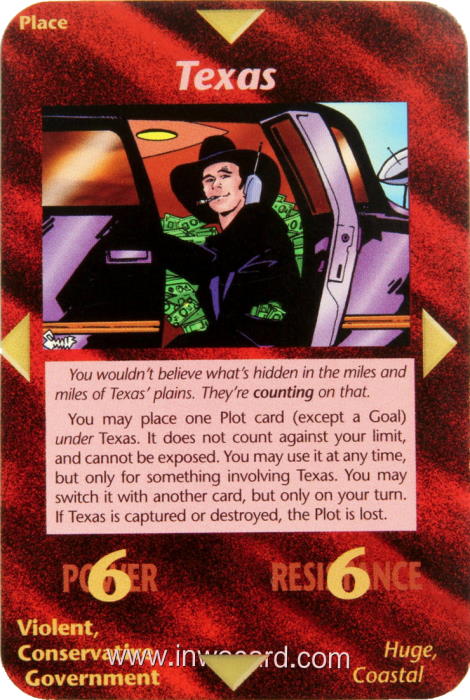 Place
Texas
You wouldn't believe what's hidden in the miles and
miles of Texas' plains. They're counting on that.
You may place one Plot card (except a Goal)
under Texas. It does not count against your limit,
and cannot be exposed. You may use it at any time,
but only for something involving Texas. You may
switch it with another card, but only on your turn.
If Texas is captured or destroyed, the Plot is lost.
POWER
6
RESISTANCE
6
Violent,
Conservative
Government
Huge,
Coastal
www.inwocard.com